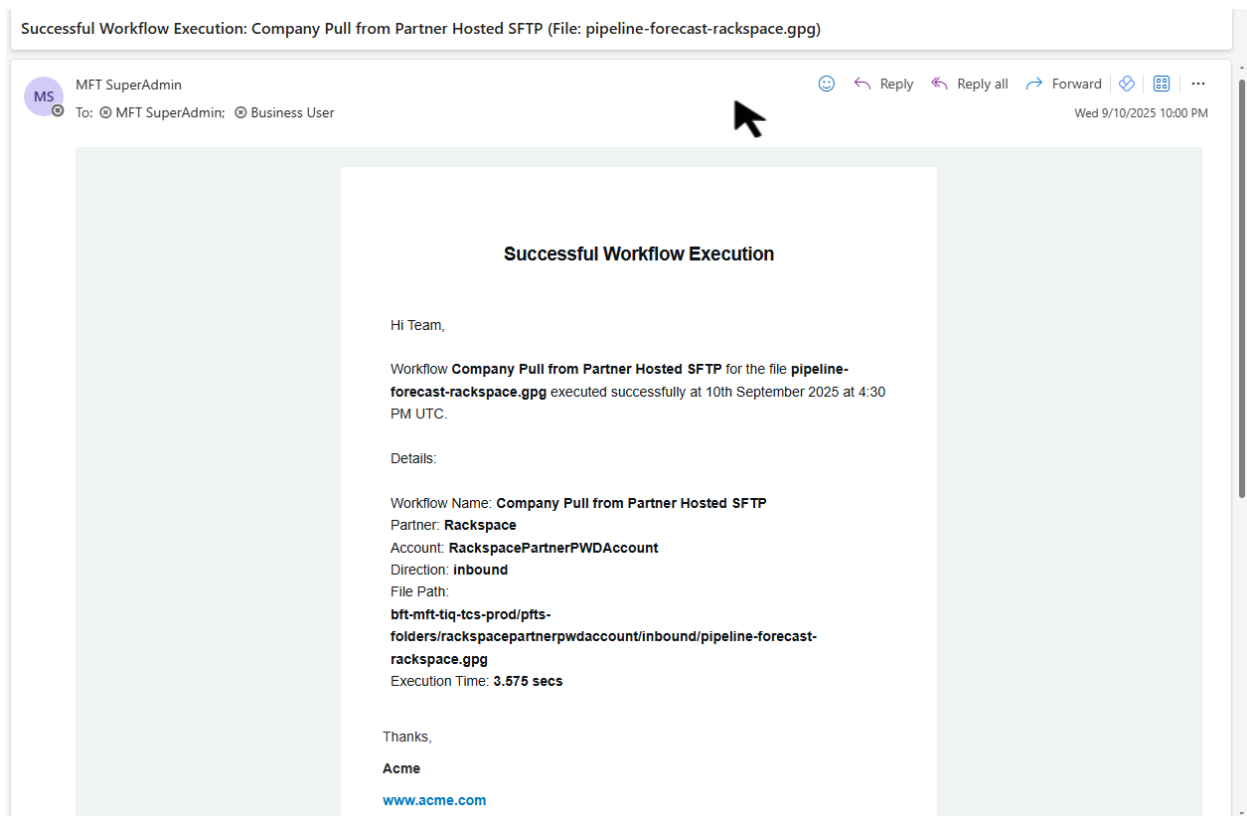 Successful Workflow Execution: Company Pull from Partner Hosted SFTP (File: pipeline-forecast-rackspace.gpg)
MS
MFT SuperAdmin
Reply
Reply all
Forward
To: MFT SuperAdmin; Business User
Wed 9/10/2025 10:00 PM
Successful Workflow Execution
Hi Team,
Workflow Company Pull from Partner Hosted SFTP for the file pipeline-
forecast-rackspace.gpg executed successfully at 10th September 2025 at 4:30
PM UTC.
Details:
Workflow Name: Company Pull from Partner Hosted SFTP
Partner: Rackspace
Account: RackspacePartnerPWDAccount
Direction: inbound
File Path:
bft-mft-tiq-tcs-prod/pfts-
folders/rackspacepartnerpwdaccount/inbound/pipeline-forecast-
rackspace.gpg
Execution Time: 3.575 secs
Thanks,
Acme
www.acme.com